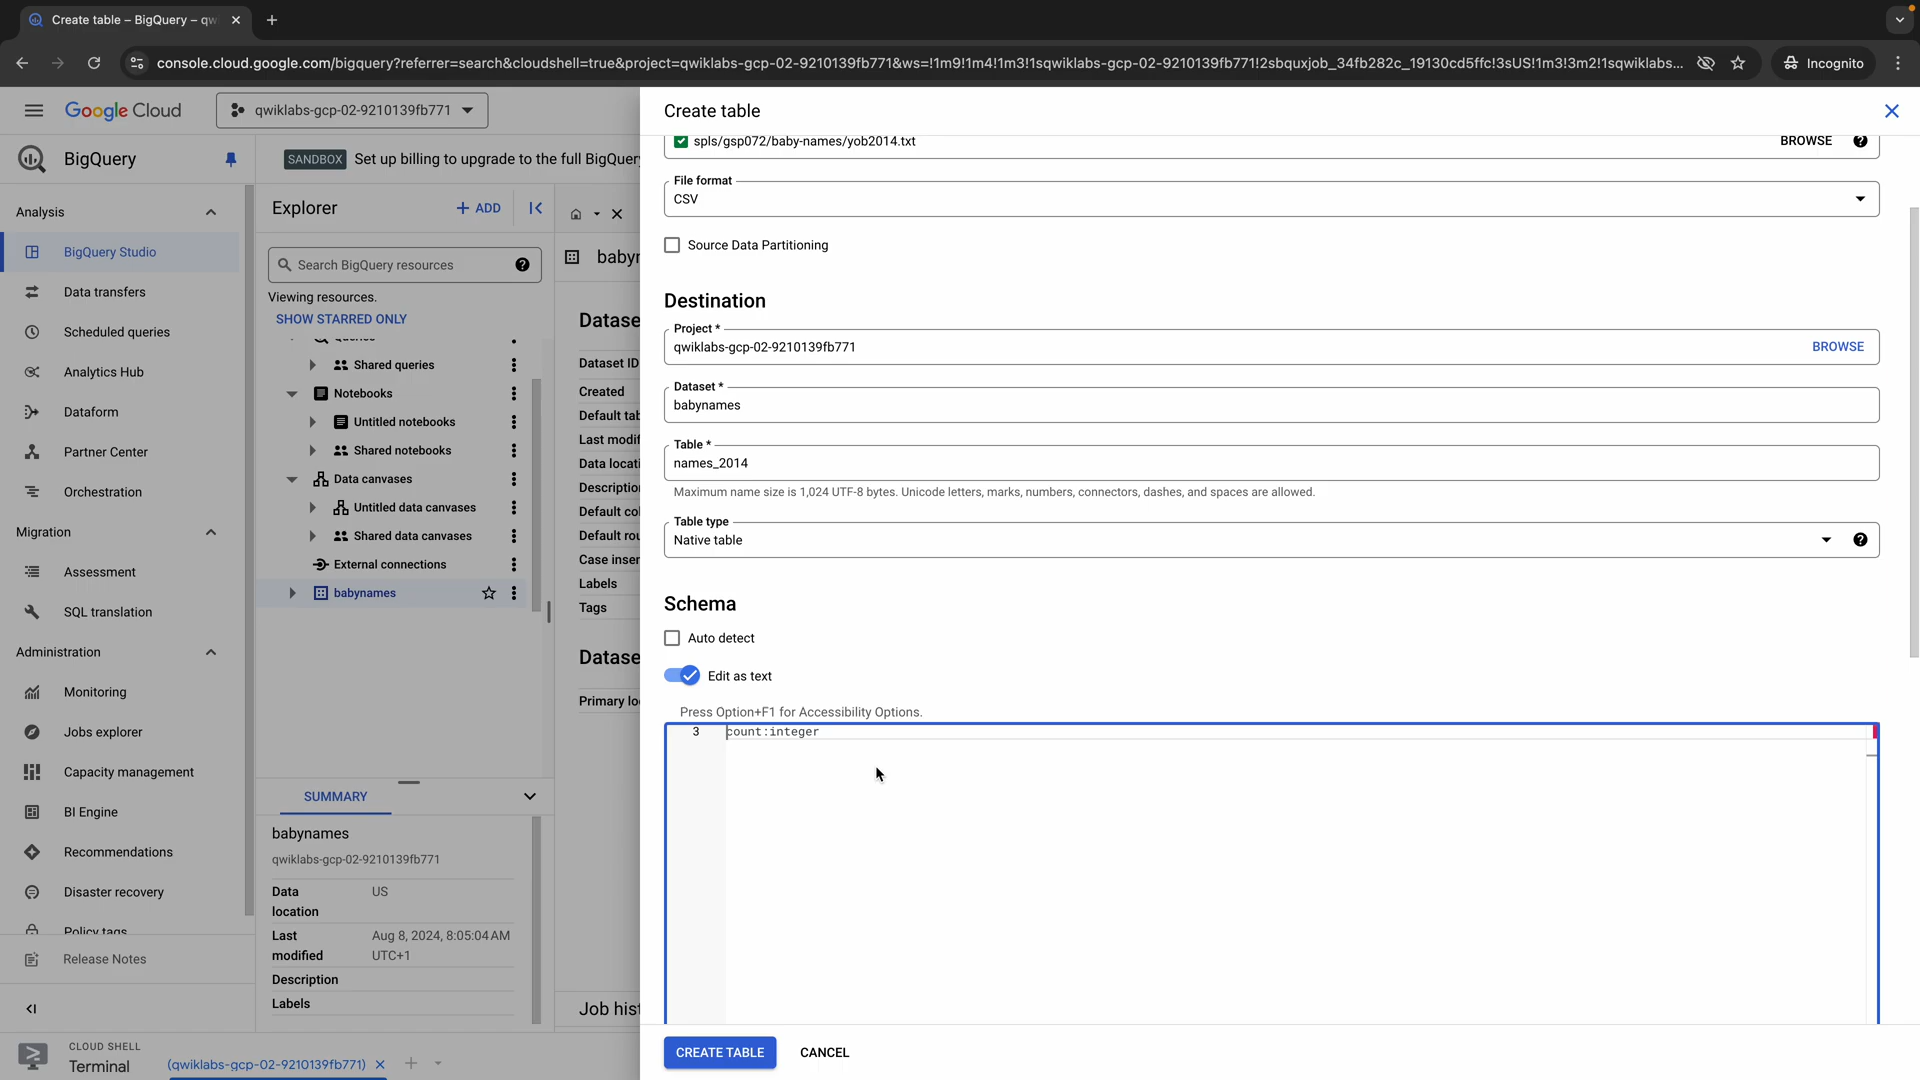 Create table – BigQuery – qw
console.cloud.google.com/bigquery?referrer=search&cloudshell=true&project=qwiklabs-gcp-02-9210139fb771&ws=!1m9!1m4!1m3!1sqwiklabs-gcp-02-9210139fb771!2sbquxjob_34fb282c_19130cd5ffc!3sUS!1m3!3m2!1sqwiklabs...
Incognito
Google Cloud
qwiklabs-gcp-02-9210139fb771
BigQuery
SANDBOX Set up billing to upgrade to the full BigQuery
Analysis
BigQuery Studio
Data transfers
Scheduled queries
Analytics Hub
Dataform
Partner Center
Orchestration
Migration
Assessment
SQL translation
Administration
Monitoring
Jobs explorer
Capacity management
BI Engine
Recommendations
Disaster recovery
Policy tags
Release Notes
Explorer
+ ADD
Search BigQuery resources
Viewing resources.
SHOW STARRED ONLY
Queries
Shared queries
Notebooks
Untitled notebooks
Shared notebooks
Data canvases
Untitled data canvases
Shared data canvases
External connections
babynames
SUMMARY
babynames
qwiklabs-gcp-02-9210139fb771
Data location US
Last modified Aug 8, 2024, 8:05:04 AM UTC+1
Description
Labels
babyn
Datase
Dataset ID
Created
Default tab
Last modif
Data locati
Description
Default col
Default rou
Case inser
Labels
Tags
Datase
Primary lo
Job hist
Create table
spls/gsp072/baby-names/yob2014.txt
BROWSE
File format
CSV
Source Data Partitioning
Destination
Project *
qwiklabs-gcp-02-9210139fb771
BROWSE
Dataset *
babynames
Table *
names_2014
Maximum name size is 1,024 UTF-8 bytes. Unicode letters, marks, numbers, connectors, dashes, and spaces are allowed.
Table type
Native table
Schema
Auto detect
Edit as text
Press Option+F1 for Accessibility Options.
3 count:integer
CREATE TABLE
CANCEL
CLOUD SHELL
Terminal
(qwiklabs-gcp-02-9210139fb771)